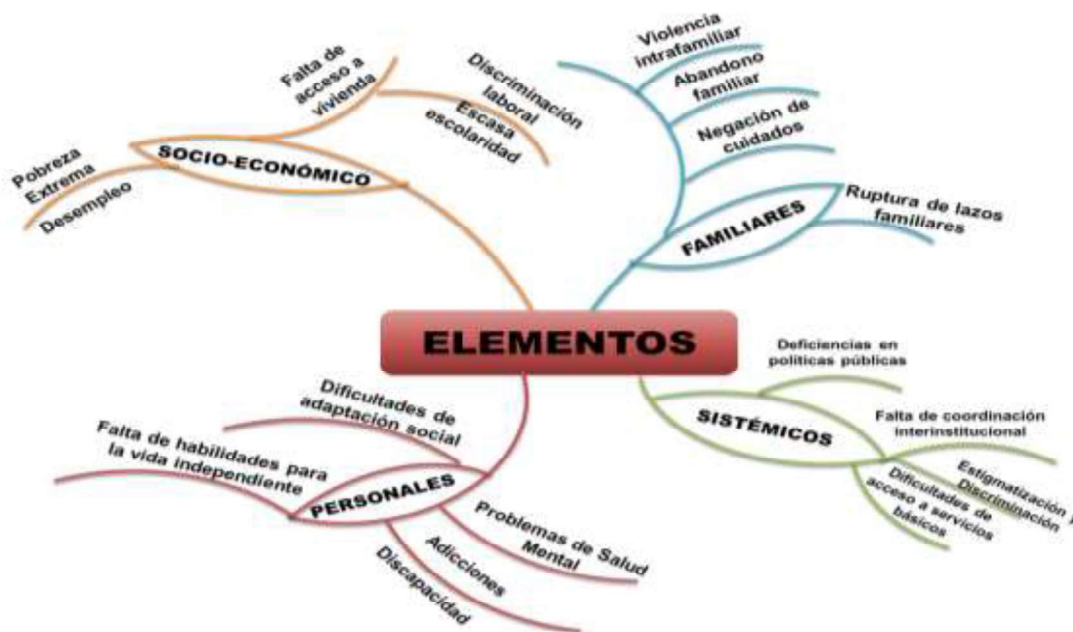 Falta de
acceso a
vivienda
Escasa
escolaridad
Discriminación
laboral
SOCIO-ECONÓMICO
Pobreza
Extrema
Desempleo
Violencia
intrafamiliar
Abandono
familiar
Negación de
cuidados
FAMILIARES
Ruptura de lazos
familiares
ELEMENTOS
Deficiencias en
políticas públicas
SISTÉMICOS
Falta de coordinación
interinstitucional
Estigmatización y
Discriminación
Dificultades de
acceso a servicios
básicos
Dificultades de
adaptación social
Falta de habilidades para
la vida independiente
PERSONALES
Problemas de Salud
Mental
Adicciones
Discapacidad